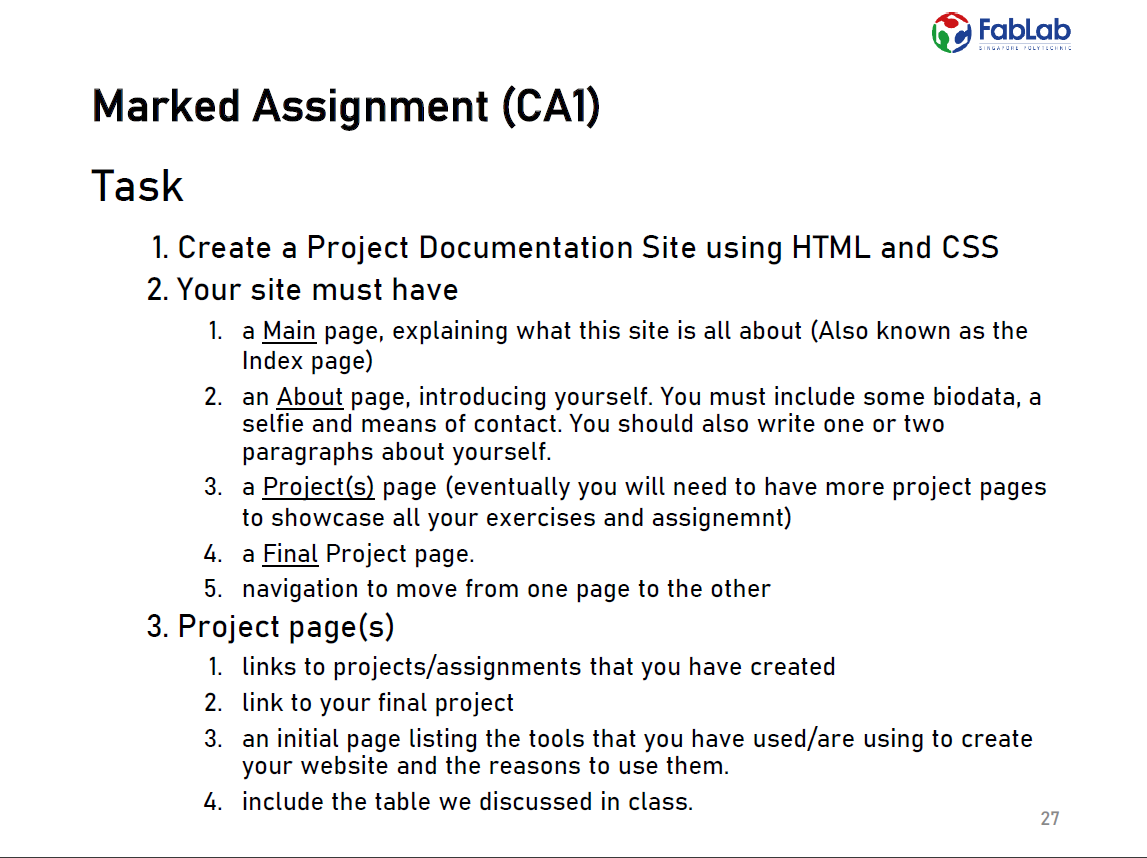 FabLab
SINGAPORE POLYTECHNIC
Marked Assignment (CA1)
Task
1. Create a Project Documentation Site using HTML and CSS
2. Your site must have
1. a Main page, explaining what this site is all about (Also known as the
Index page)
2. an About page, introducing yourself. You must include some biodata, a
selfie and means of contact. You should also write one or two
paragraphs about yourself.
3. a Project(s) page (eventually you will need to have more project pages
to showcase all your exercises and assignemnt)
4. a Final Project page.
5. navigation to move from one page to the other
3. Project page(s)
1. links to projects/assignments that you have created
2. link to your final project
3. an initial page listing the tools that you have used/are using to create
your website and the reasons to use them.
4. include the table we discussed in class.
27